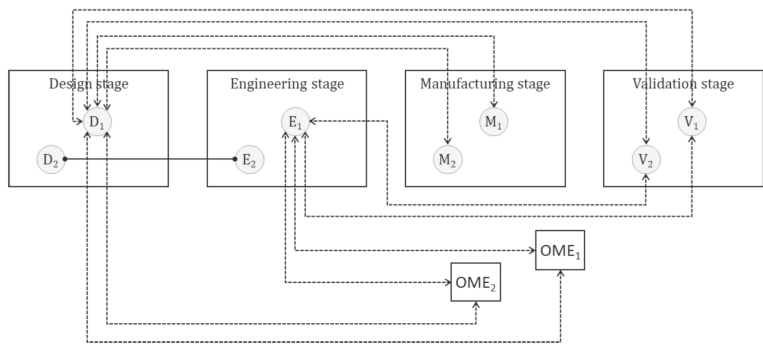 Design stage
Engineering stage
Manufacturing stage
Validation stage
D₁
E₁
M₁
V₁
D₂
E₂
M₂
V₂
OME₁
OME₂